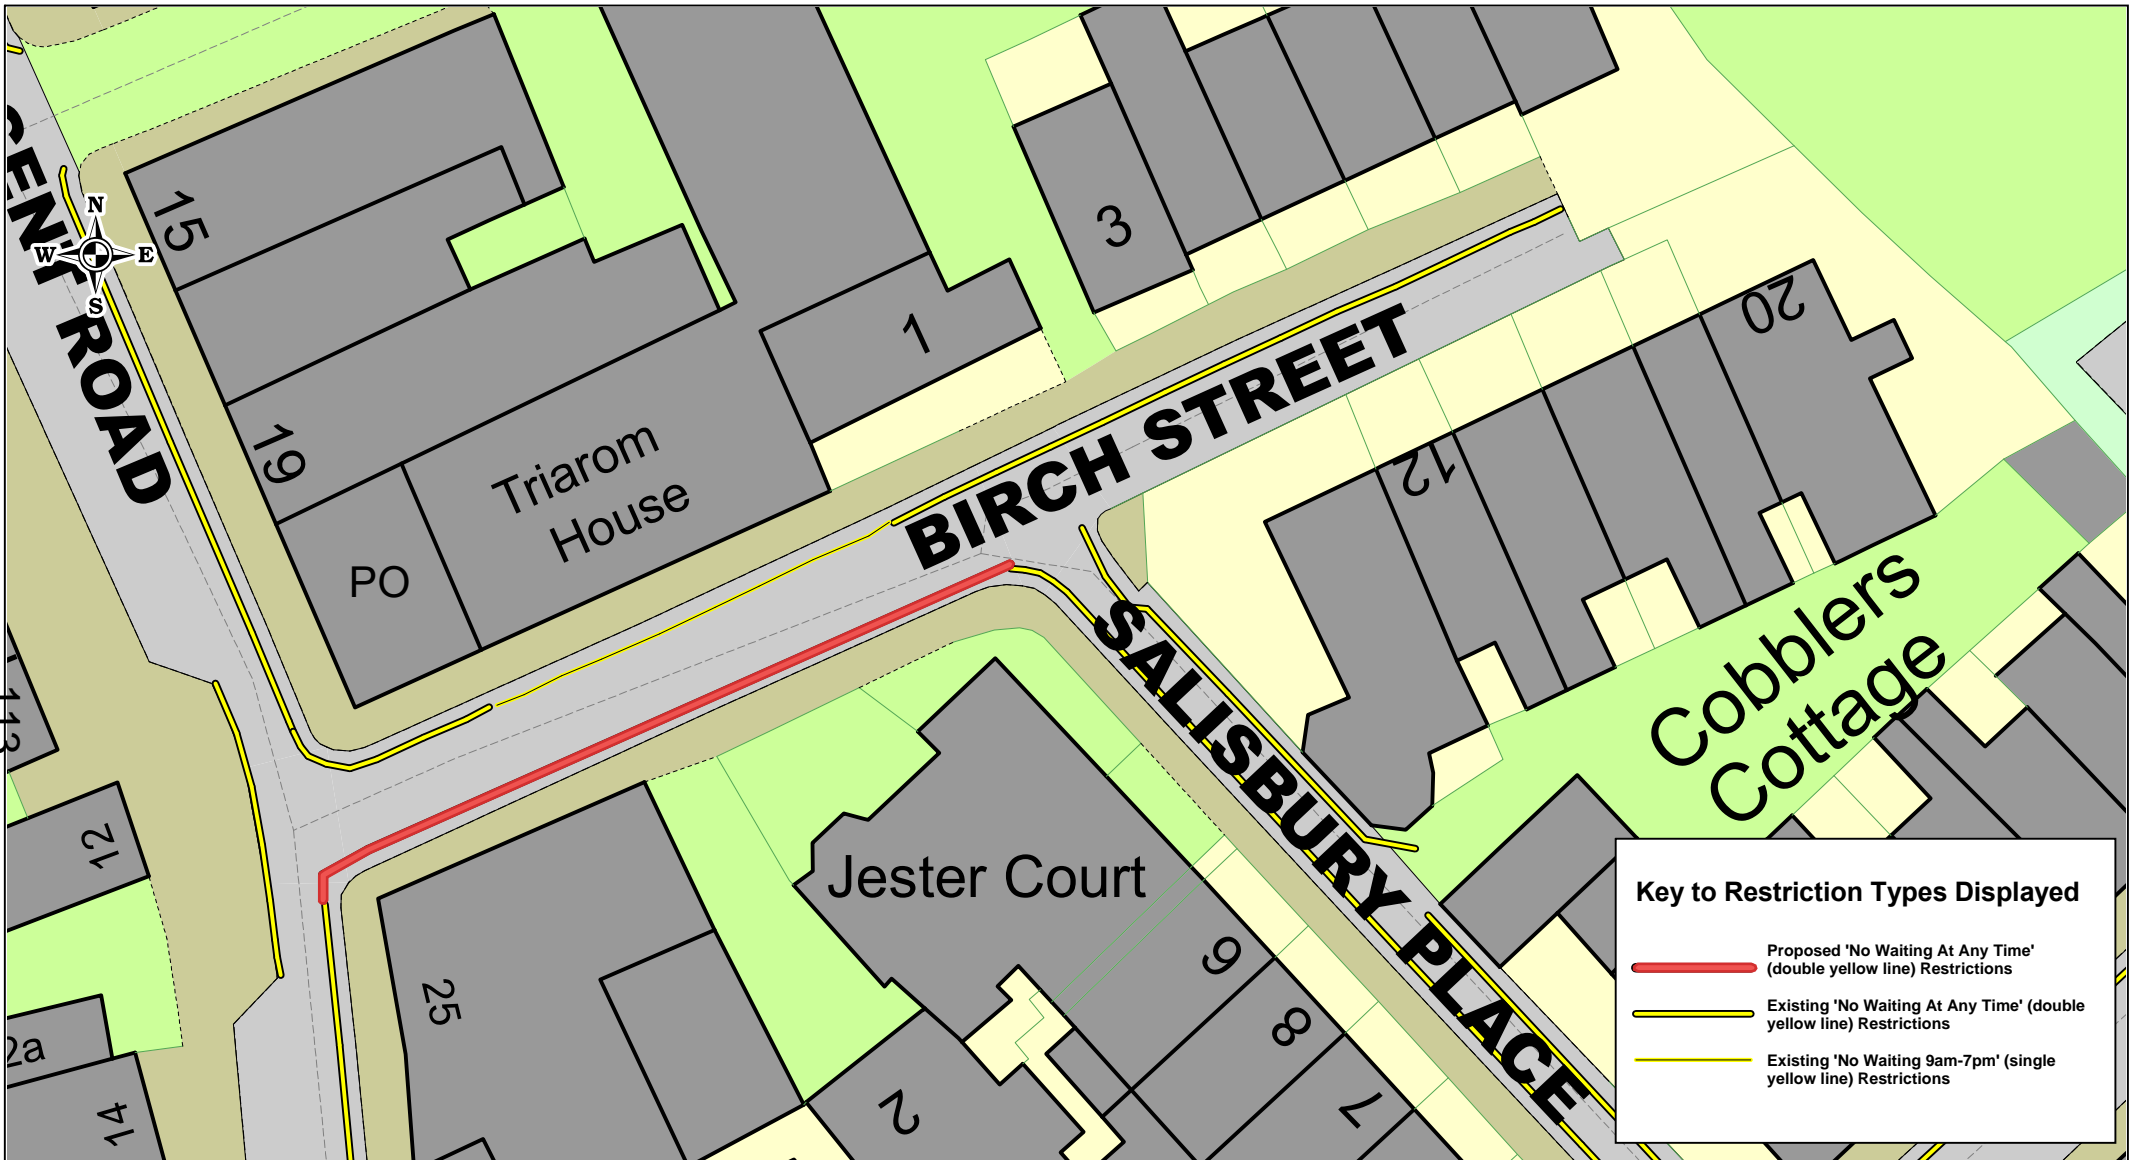 CENT ROAD
N
W
E
S
15
19
PO
Triarom
House
1
3
BIRCH STREET
12
20
Cobblers
Cottage
SALISBURY PLACE
Jester Court
113
12
2a
14
25
2
9
8
7
Key to Restriction Types Displayed
Proposed 'No Waiting At Any Time'
(double yellow line) Restrictions
Existing 'No Waiting At Any Time' (double
yellow line) Restrictions
Existing 'No Waiting 9am-7pm' (single
yellow line) Restrictions